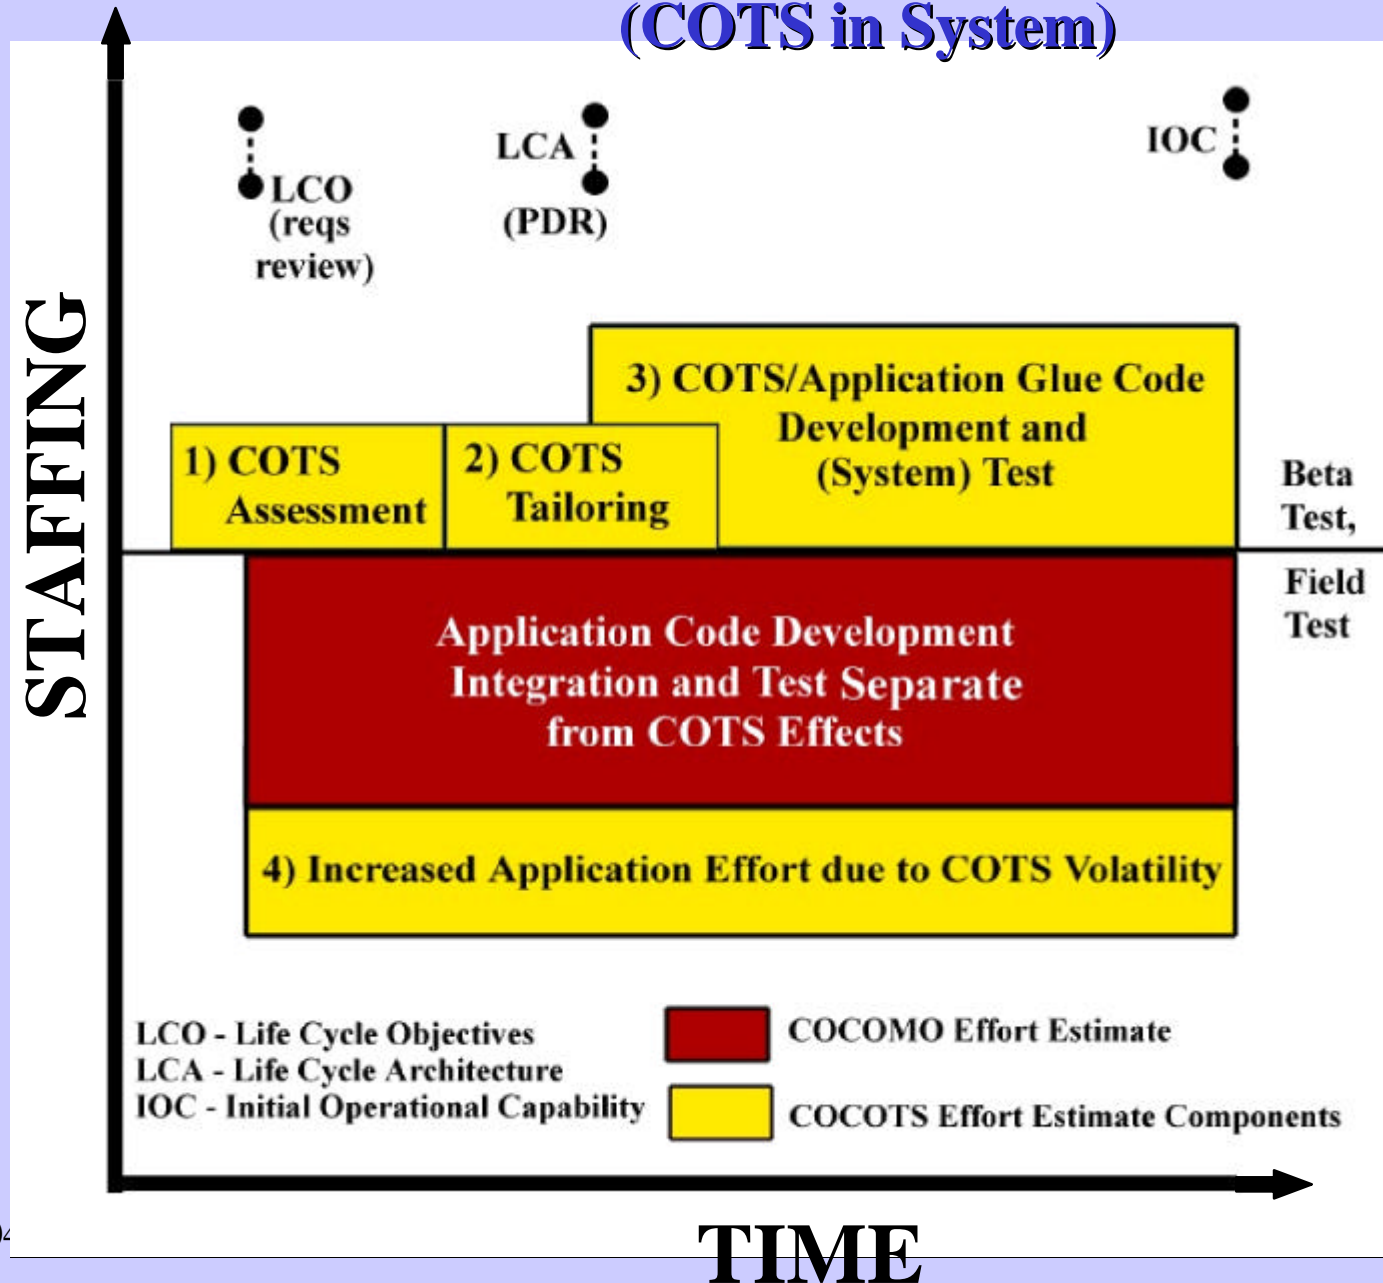 (COTS in System)
LCO
(reqs
review)
LCA
(PDR)
IOC
STAFFING
1) COTS
Assessment
2) COTS
Tailoring
3) COTS/Application Glue Code
Development and
(System) Test
Beta
Test,
Field
Test
Application Code Development
Integration and Test Separate
from COTS Effects
4) Increased Application Effort due to COTS Volatility
LCO - Life Cycle Objectives
LCA - Life Cycle Architecture
IOC - Initial Operational Capability
COCOMO Effort Estimate
COCOTS Effort Estimate Components
TIME